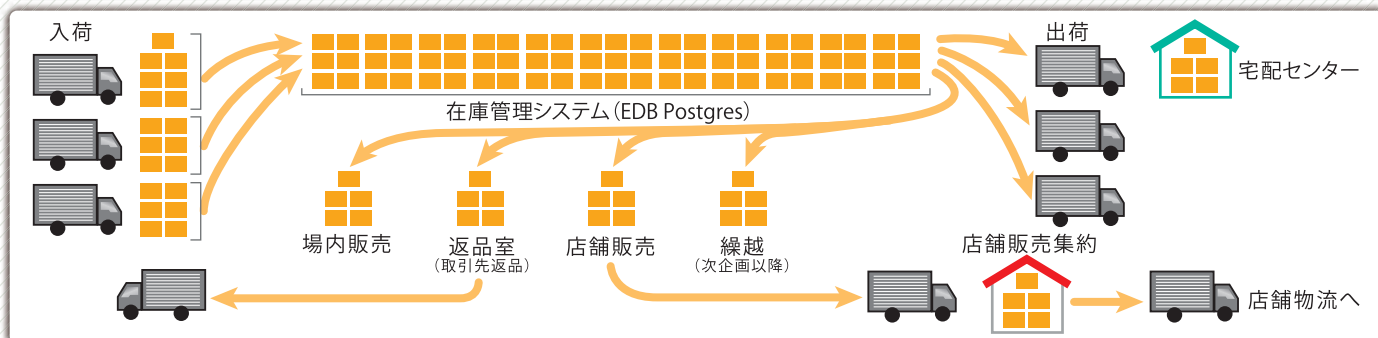 入荷
出荷
宅配センター
在庫管理システム（EDB Postgres）
場内販売
返品室
（取引先返品）
店舗販売
繰越
（次企画以降）
店舗販売集約
店舗物流へ